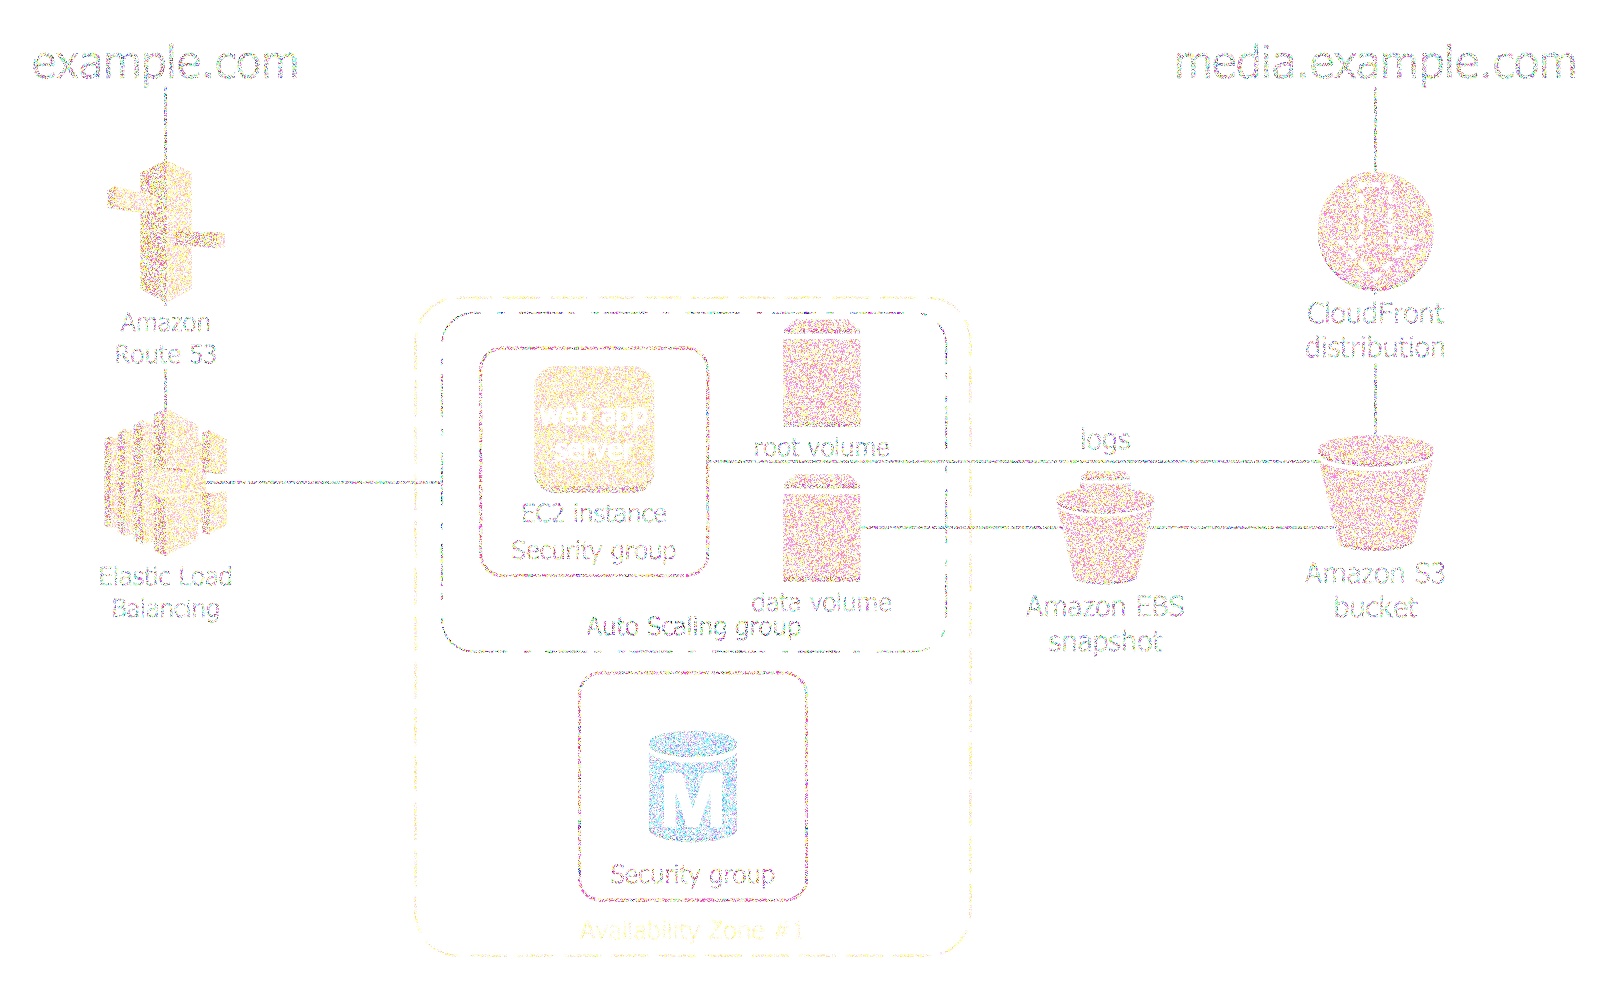 example.com
media.example.com
Amazon
Route 53
CloudFront
distribution
web app
server
root volume
logs
EC2 instance
Security group
Elastic Load
Balancing
data volume
Auto Scaling group
Amazon EBS
snapshot
Amazon S3
bucket
M
Security group
Availability Zone #1